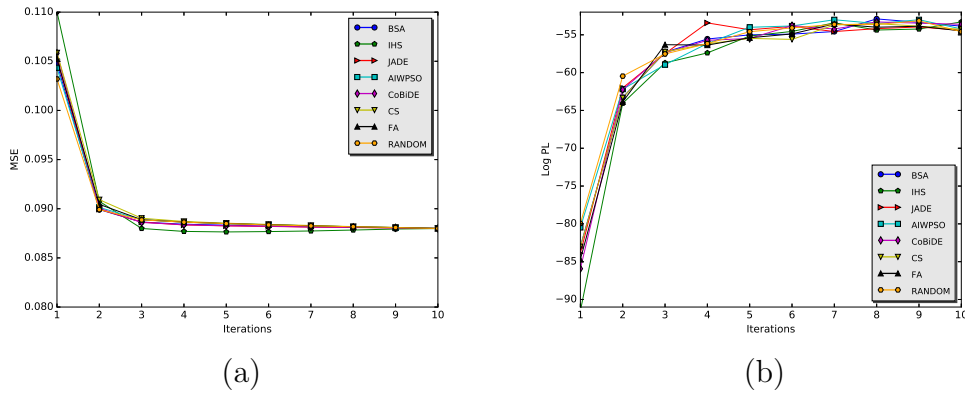 0.110
0.105
0.100
0.095
0.090
0.085
0.080
MSE
1 2 3 4 5 6 7 8 9 10
Iterations
BSA
IHS
JADE
AIWPSO
CoBiDE
CS
FA
RANDOM
(a)
−55
−60
−65
−70
−75
−80
−85
−90
Log PL
1 2 3 4 5 6 7 8 9 10
Iterations
BSA
IHS
JADE
AIWPSO
CoBiDE
CS
FA
RANDOM
(b)